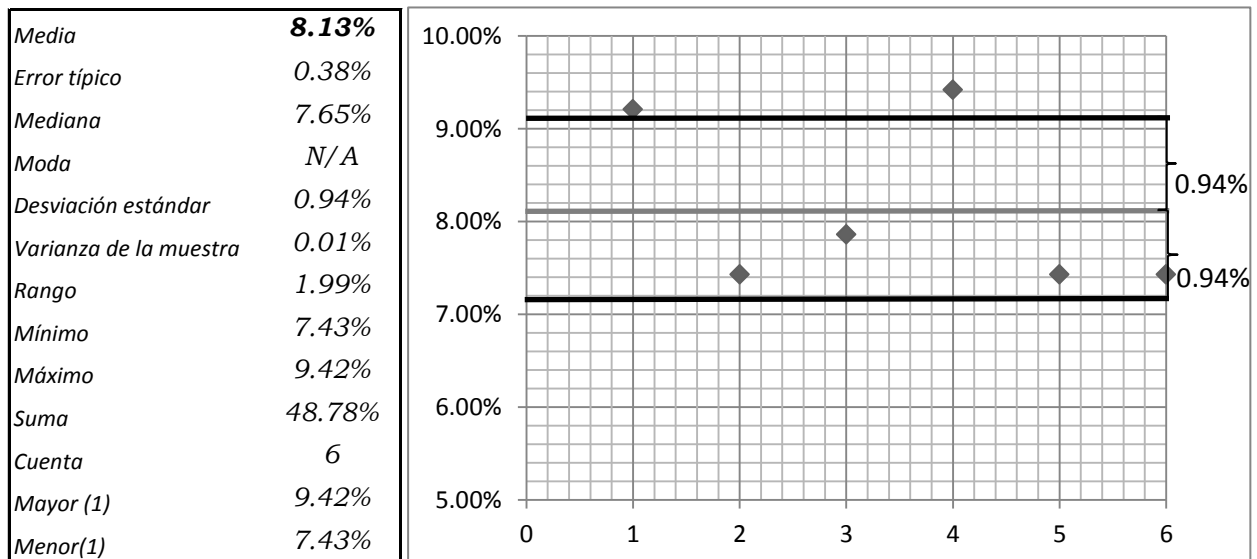 Media 8.13%
Error típico 0.38%
Mediana 7.65%
Moda N/A
Desviación estándar 0.94%
Varianza de la muestra 0.01%
Rango 1.99%
Mínimo 7.43%
Máximo 9.42%
Suma 48.78%
Cuenta 6
Mayor (1) 9.42%
Menor(1) 7.43%
10.00%
9.00%
8.00%
7.00%
6.00%
5.00%
0 1 2 3 4 5 6
0.94%
0.94%